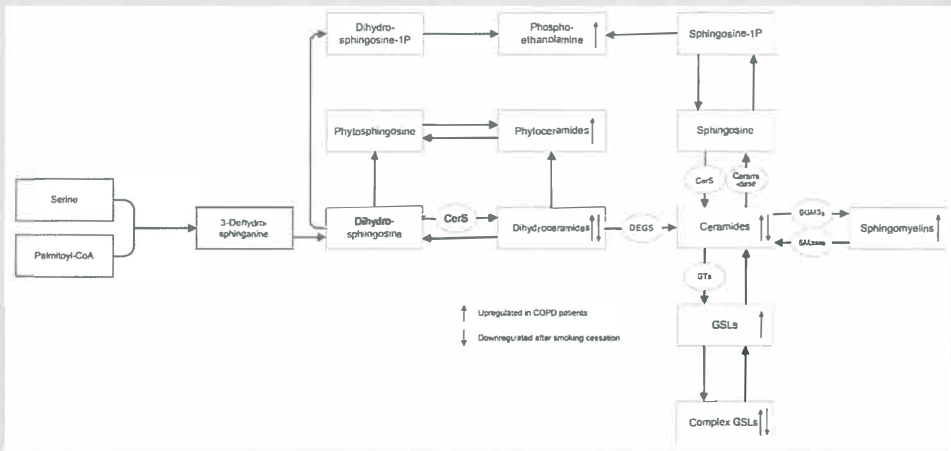 Dihydro-
sphingosine-1P
Phospho-
ethanolamine
Sphingosine-1P
Phytosphingosine
Phytoceramides
Sphingosine
CerS
Cerami
-dase
Serine
Palmitoyl-CoA
3-Dehydro-
sphinganine
Dihydro-
sphingosine
CerS
Dihydroceramides
DEGS
Ceramides
SGMSs
SMases
Sphingomyelins
GTs
Upregulated in COPD patients
Downregulated after smoking cessation
GSLs
Complex GSLs